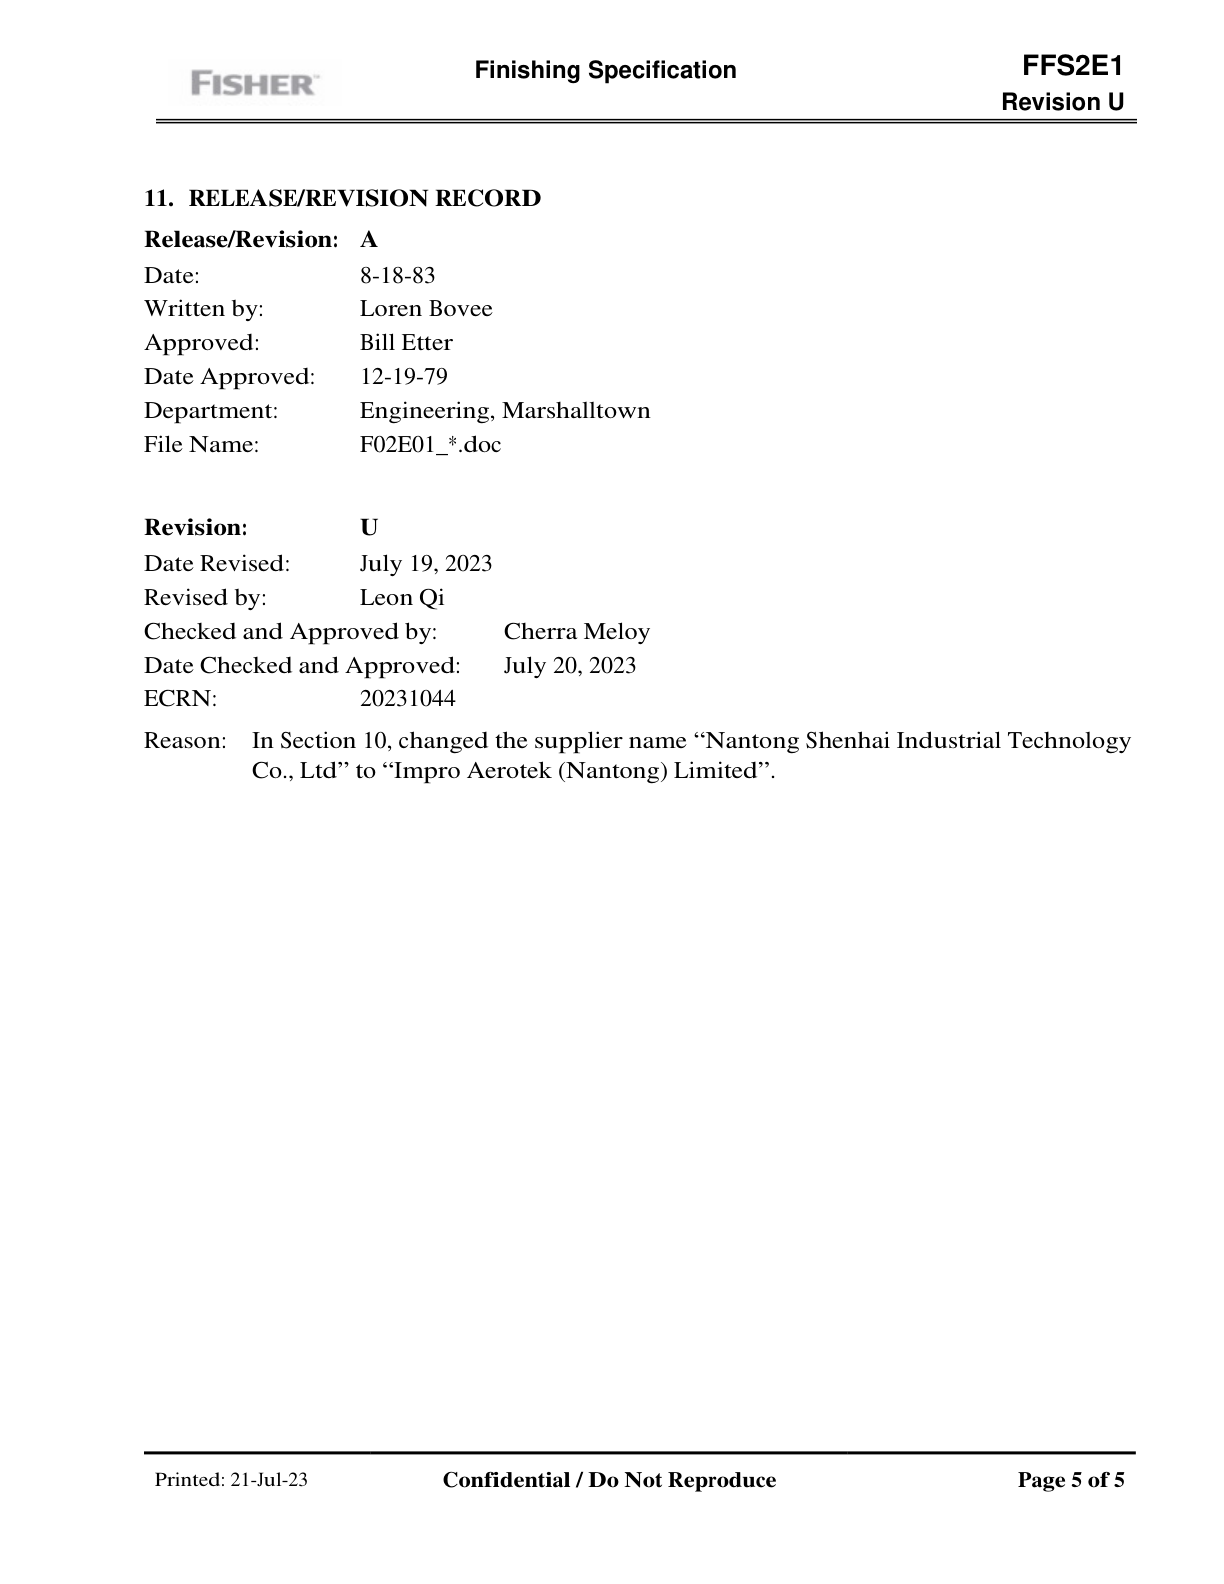 FISHER™
Finishing Specification
FFS2E1
Revision U
11. RELEASE/REVISION RECORD
Release/Revision: A
Date: 8-18-83
Written by: Loren Bovee
Approved: Bill Etter
Date Approved: 12-19-79
Department: Engineering, Marshalltown
File Name: F02E01_*.doc
Revision: U
Date Revised: July 19, 2023
Revised by: Leon Qi
Checked and Approved by: Cherra Meloy
Date Checked and Approved: July 20, 2023
ECRN: 20231044
Reason: In Section 10, changed the supplier name “Nantong Shenhai Industrial Technology
Co., Ltd” to “Impro Aerotek (Nantong) Limited”.
Printed: 21-Jul-23 Confidential / Do Not Reproduce Page 5 of 5